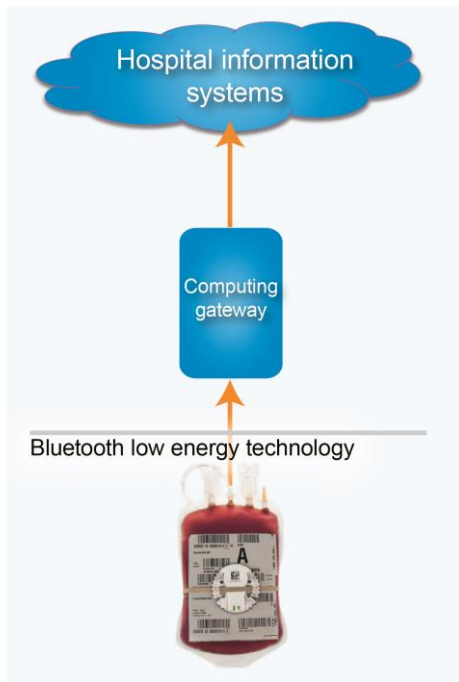 Hospital information
systems
Computing
gateway
Bluetooth low energy technology
A